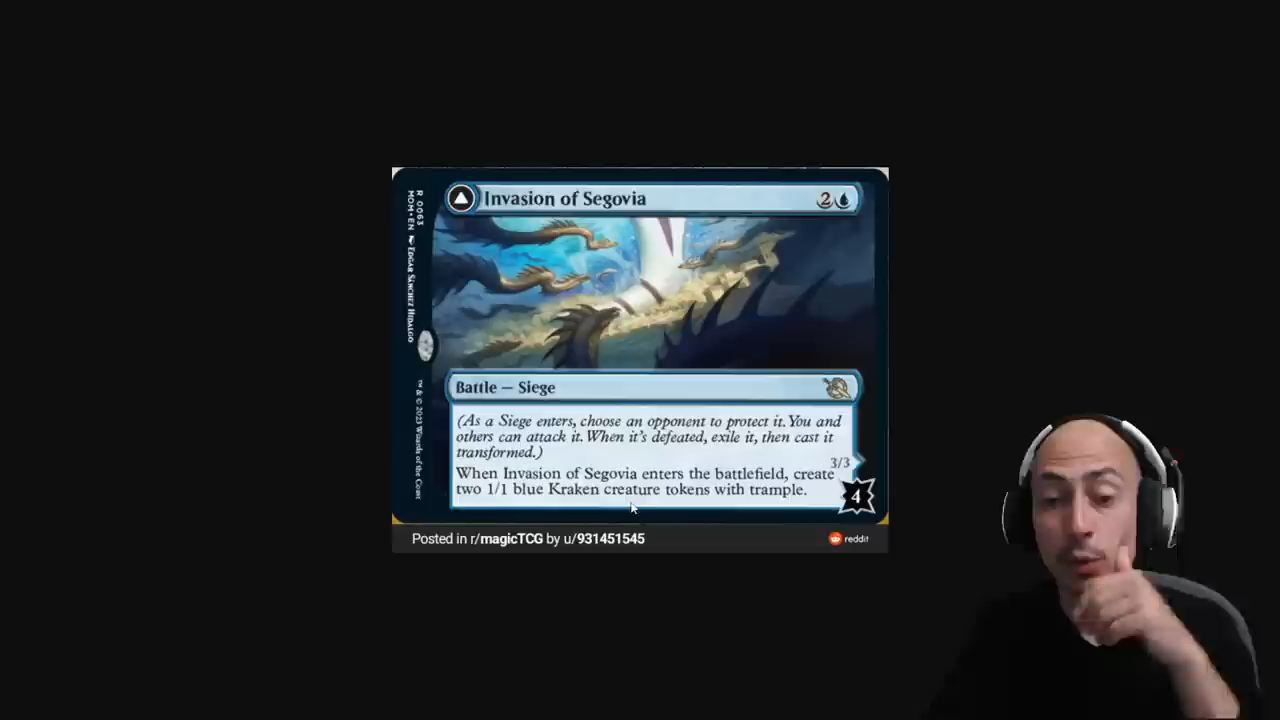 Invasion of Segovia
2
R 0063
MOM • EN EDGAR SÁNCHEZ HIDALGO
™ & © 2023 Wizards of the Coast
Battle — Siege
(As a Siege enters, choose an opponent to protect it. You and
others can attack it. When it's defeated, exile it, then cast it
transformed.)
When Invasion of Segovia enters the battlefield, create
two 1/1 blue Kraken creature tokens with trample.
3/3
4
Posted in r/magicTCG by u/931451545
reddit